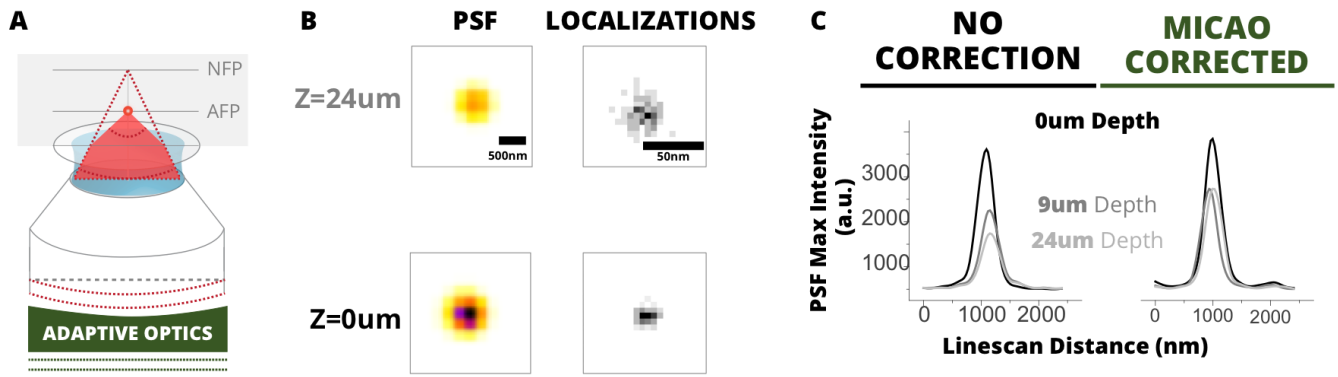 A
NFP
AFP
ADAPTIVE OPTICS
B
PSF
LOCALIZATIONS
Z=24um
500nm
50nm
Z=0um
C
NO
CORRECTION
MICAO
CORRECTED
PSF Max Intensity
(a.u.)
0um Depth
3000
2000
1000
9um Depth
24um Depth
0 1000 2000
0 1000 2000
Linescan Distance (nm)